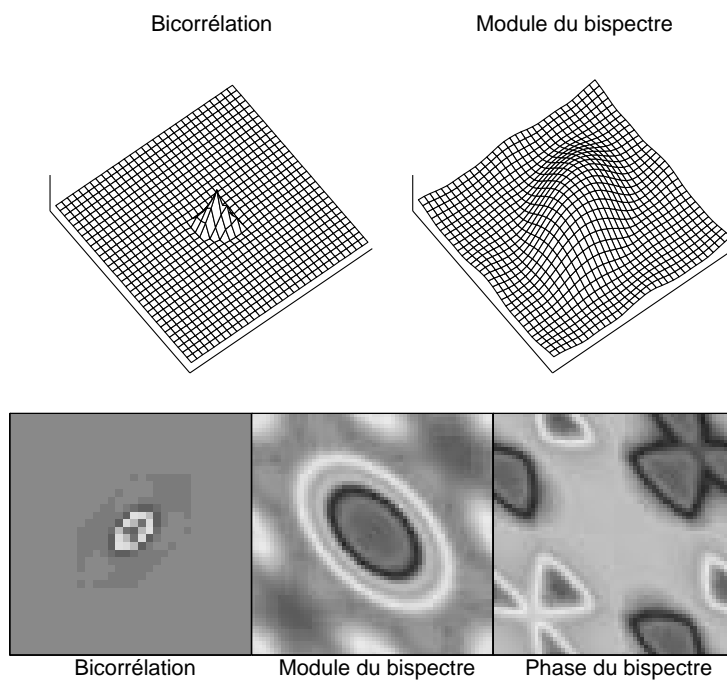 Bicorrélation
Module du bispectre
Bicorrélation
Module du bispectre
Phase du bispectre